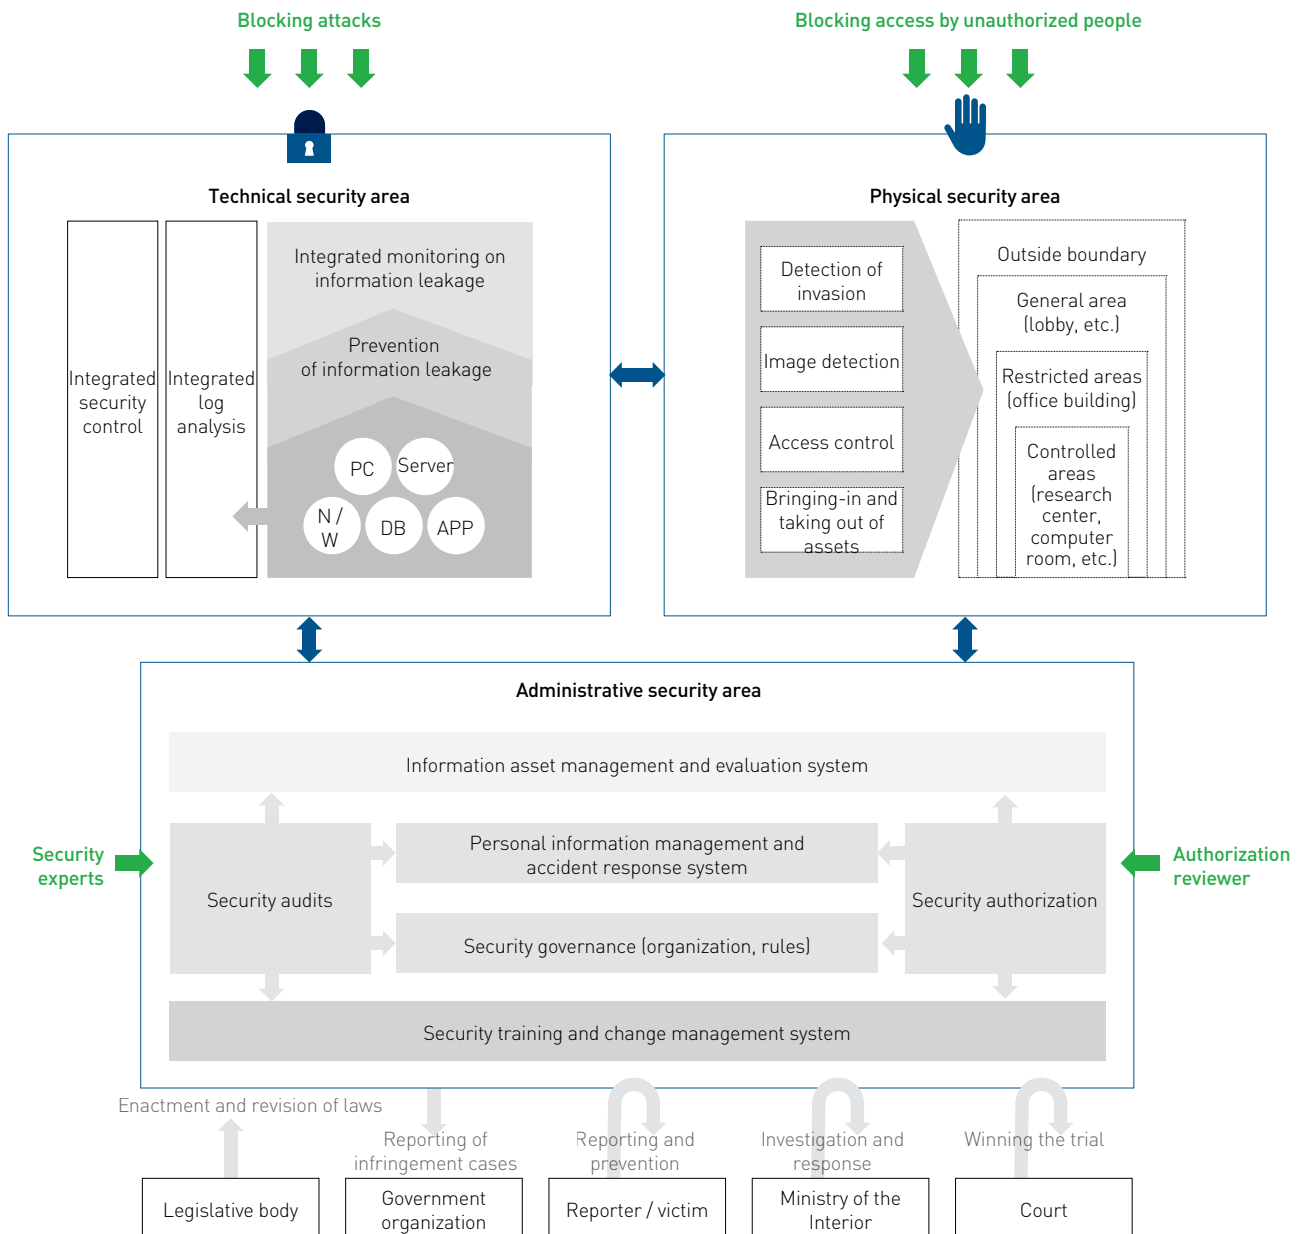 Blocking attacks
Blocking access by unauthorized people
Technical security area
Integrated
security
control
Integrated
log
analysis
Integrated monitoring on
information leakage
Prevention
of information leakage
PC
Server
N /
W
DB
APP
Physical security area
Detection of
invasion
Image detection
Access control
Bringing-in and
taking out of
assets
Outside boundary
General area
(lobby, etc.)
Restricted areas
(office building)
Controlled
areas
(research
center,
computer
room, etc.)
Administrative security area
Information asset management and evaluation system
Security
experts
Security audits
Personal information management and
accident response system
Security governance (organization, rules)
Security authorization
Authorization
reviewer
Security training and change management system
Enactment and revision of laws
Reporting of
infringement cases
Reporting and
prevention
Investigation and
response
Winning the trial
Legislative body
Government
organization
Reporter / victim
Ministry of the
Interior
Court